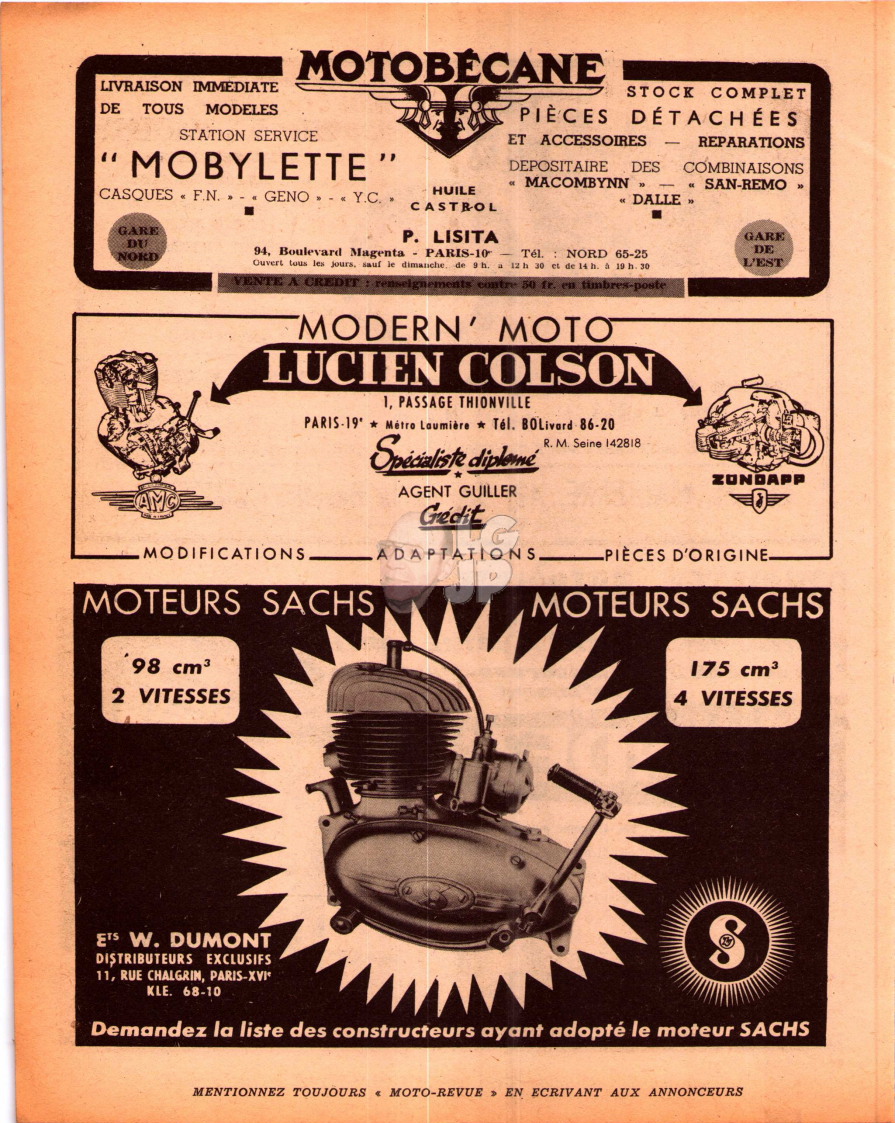 MOTOBÉCANE
LIVRAISON IMMEDIATE
DE TOUS MODELES
STATION SERVICE
“ MOBYLETTE ”
CASQUES « F.N. » - « GENO » - « Y.C. »
STOCK COMPLET
PIÈCES DÉTACHÉES
ET ACCESSOIRES — REPARATIONS
DEPOSITAIRE DES COMBINAISONS
« MACOMBYNN » — « SAN-REMO »
« DALLE »
HUILE
CASTROL
GARE
DU
NORD
P. LISITA
94, Boulevard Magenta - PARIS-10e — Tél. : NORD 65-25
Ouvert tous les jours, sauf le dimanche, de 9 h. a 12 h 30 et de 14 h. à 19 h. 30
GARE
DE
L'EST
VENTE A CREDIT : renseignements contre 50 fr. en timbres-poste
MODERN' MOTO
LUCIEN COLSON
1, PASSAGE THIONVILLE
PARIS-19e ★ Métro Laumière ★ Tél. BOLivard 86-20
R. M. Seine 142818
Spécialiste diplomé
AGENT GUILLER
Crédit
AMC
ZUNDAPP
MODIFICATIONS ADAPTATIONS PIÈCES D'ORIGINE
LG
JP
MOTEURS SACHS MOTEURS SACHS
98 cm³
2 VITESSES
175 cm³
4 VITESSES
Ets W. DUMONT
DISTRIBUTEURS EXCLUSIFS
11, RUE CHALGRIN, PARIS-XVIe
KLE. 68-10
S
Demandez la liste des constructeurs ayant adopté le moteur SACHS
MENTIONNEZ TOUJOURS « MOTO-REVUE » EN ECRIVANT AUX ANNONCEURS